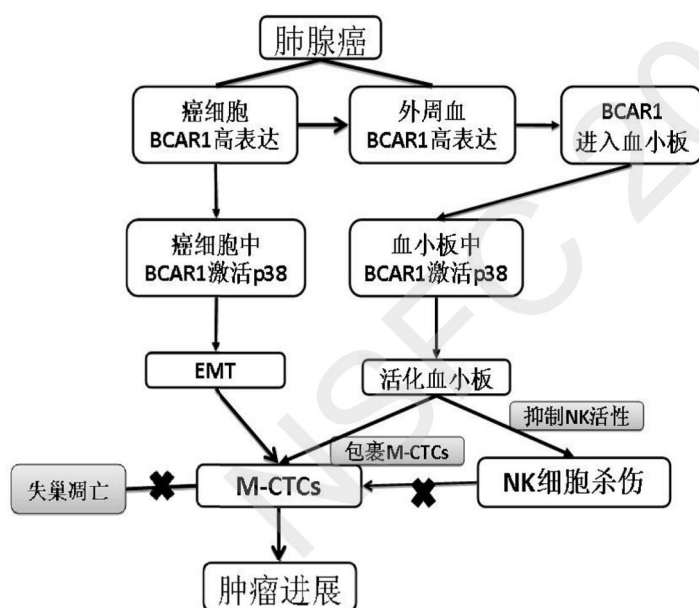 肺腺癌
癌细胞
BCAR1高表达
外周血
BCAR1高表达
BCAR1
进入血小板
癌细胞中
BCAR1激活p38
血小板中
BCAR1激活p38
EMT
活化血小板
抑制NK活性
包裹M-CTCs
失巢凋亡
M-CTCs
NK细胞杀伤
肿瘤进展
NSFC 20